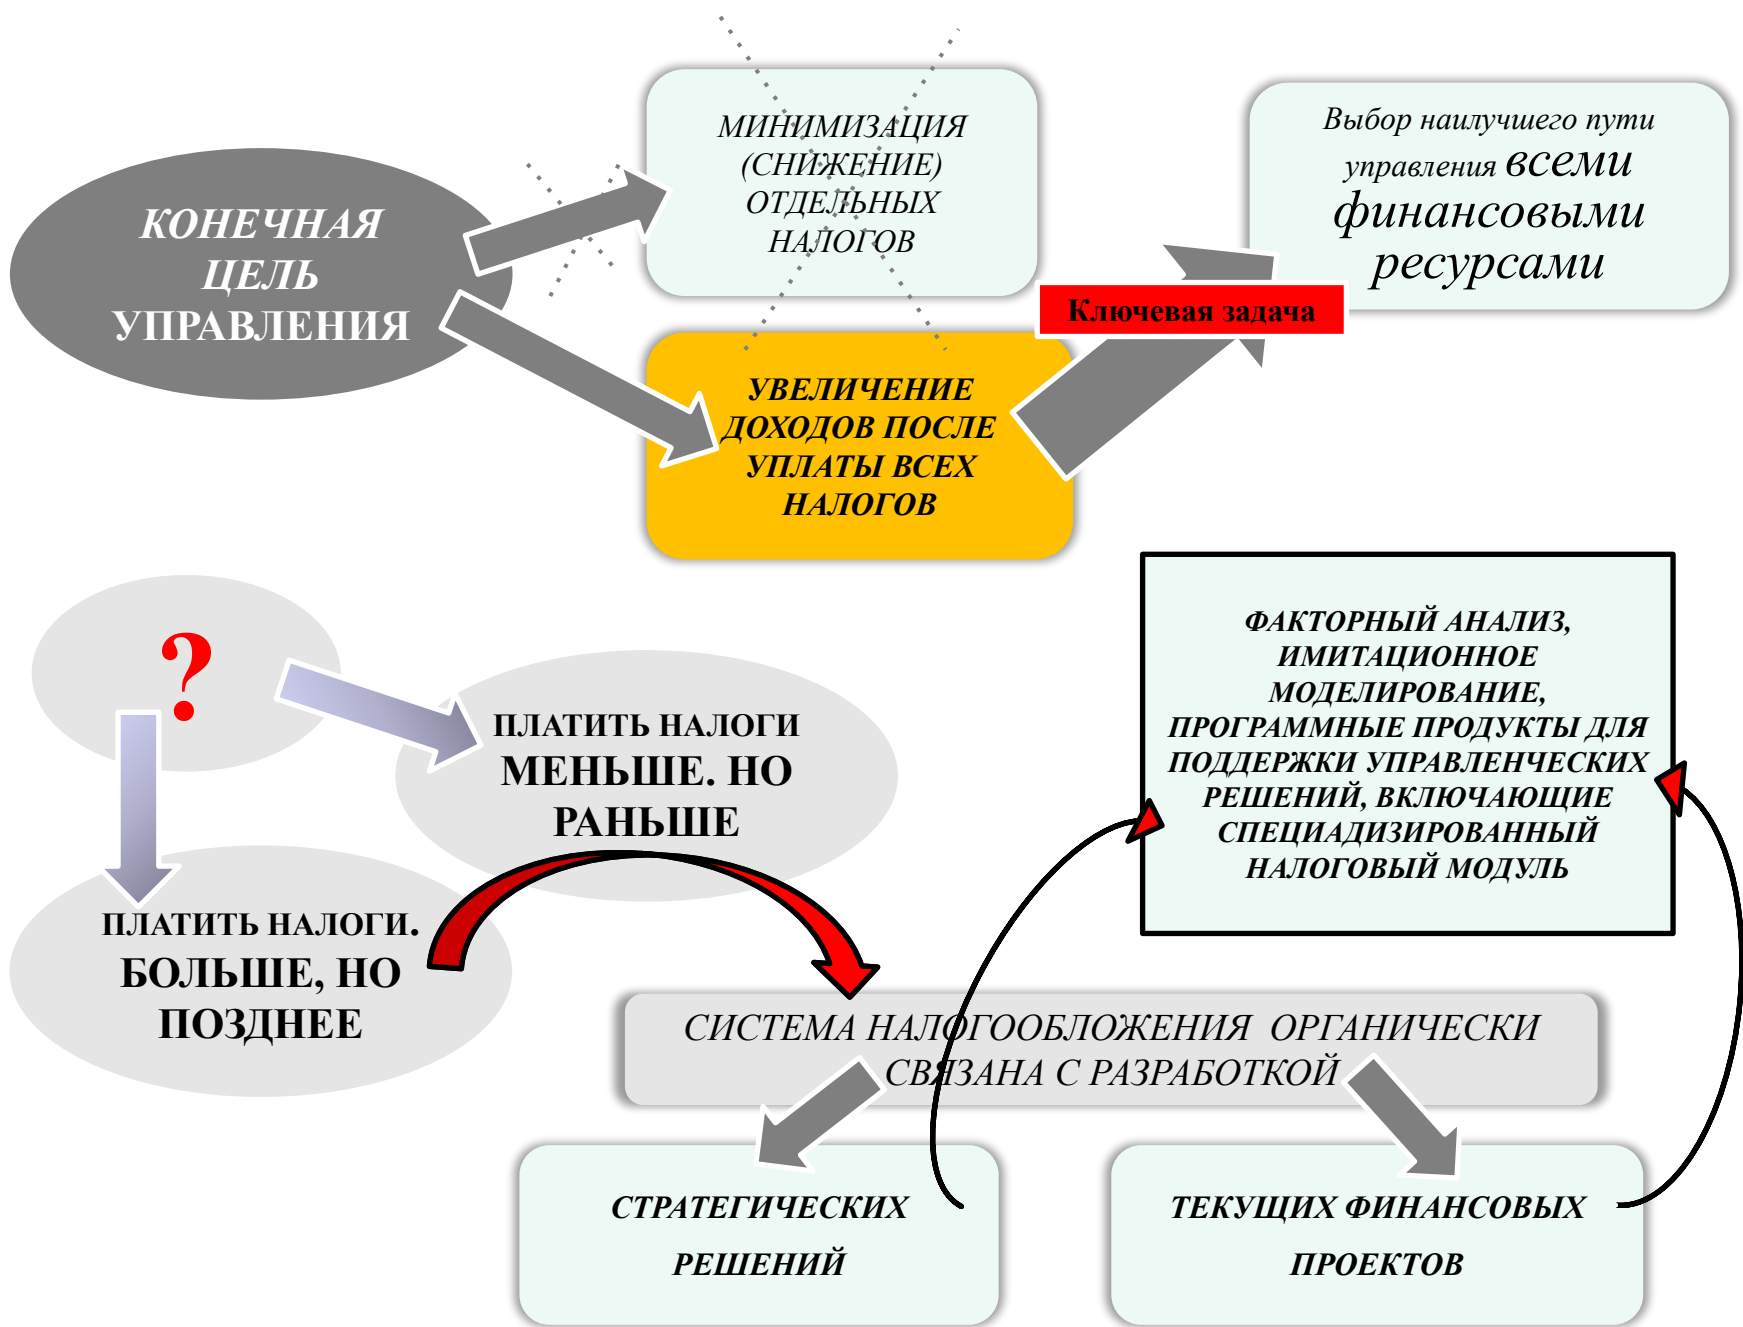 МИНИМИЗАЦИЯ
(СНИЖЕНИЕ)
ОТДЕЛЬНЫХ
НАЛОГОВ
Выбор наилучшего пути
управления всеми
финансовыми
ресурсами
КОНЕЧНАЯ
ЦЕЛЬ
УПРАВЛЕНИЯ
Ключевая задача
УВЕЛИЧЕНИЕ
ДОХОДОВ ПОСЛЕ
УПЛАТЫ ВСЕХ
НАЛОГОВ
?
ПЛАТИТЬ НАЛОГИ
МЕНЬШЕ. НО
РАНЬШЕ
ФАКТОРНЫЙ АНАЛИЗ,
ИМИТАЦИОННОЕ
МОДЕЛИРОВАНИЕ,
ПРОГРАММНЫЕ ПРОДУКТЫ ДЛЯ
ПОДДЕРЖКИ УПРАВЛЕНЧЕСКИХ
РЕШЕНИЙ, ВКЛЮЧАЮЩИЕ
СПЕЦИАДИЗИРОВАННЫЙ
НАЛОГОВЫЙ МОДУЛЬ
ПЛАТИТЬ НАЛОГИ.
БОЛЬШЕ, НО
ПОЗДНЕЕ
СИСТЕМА НАЛОГООБЛОЖЕНИЯ ОРГАНИЧЕСКИ
СВЯЗАНА С РАЗРАБОТКОЙ
СТРАТЕГИЧЕСКИХ
РЕШЕНИЙ
ТЕКУЩИХ ФИНАНСОВЫХ
ПРОЕКТОВ